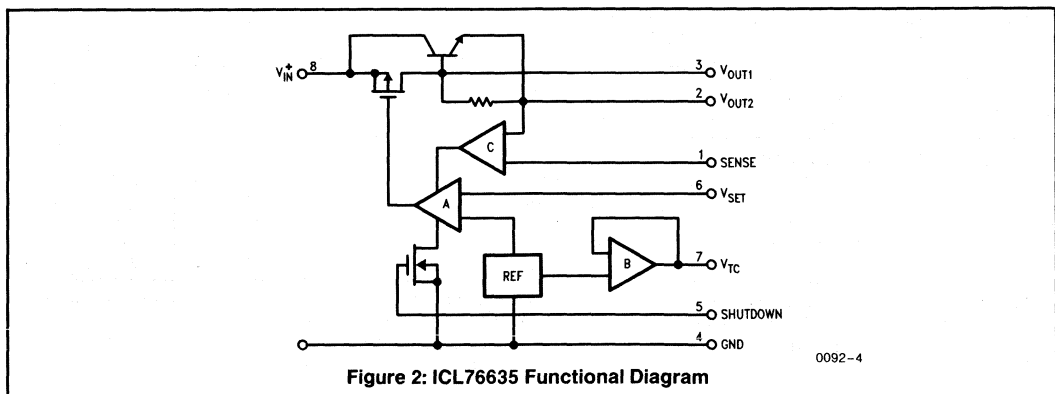 V⁺IN 8
3 VOUT1
2 VOUT2
C
1 SENSE
A
6 VSET
REF
B
7 VTC
5 SHUTDOWN
4 GND
0092-4
Figure 2: ICL76635 Functional Diagram